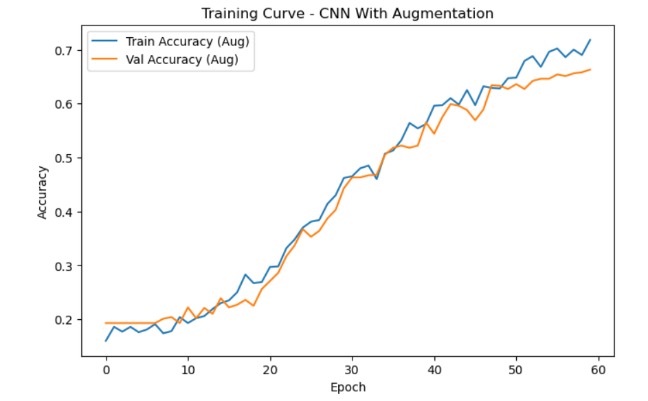 Training Curve - CNN With Augmentation
Train Accuracy (Aug)
Val Accuracy (Aug)
0.7
0.6
0.5
0.4
0.3
0.2
Accuracy
0 10 20 30 40 50 60
Epoch